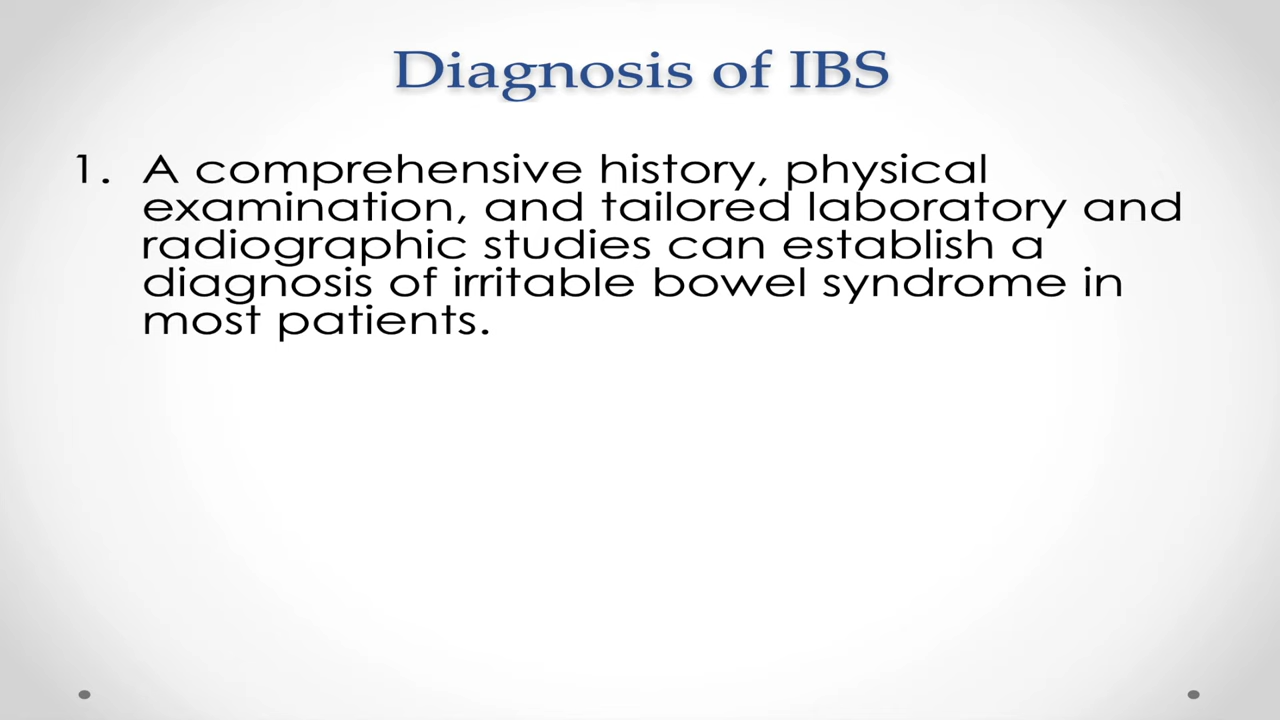 Diagnosis of IBS
1. A comprehensive history, physical
examination, and tailored laboratory and
radiographic studies can establish a
diagnosis of irritable bowel syndrome in
most patients.